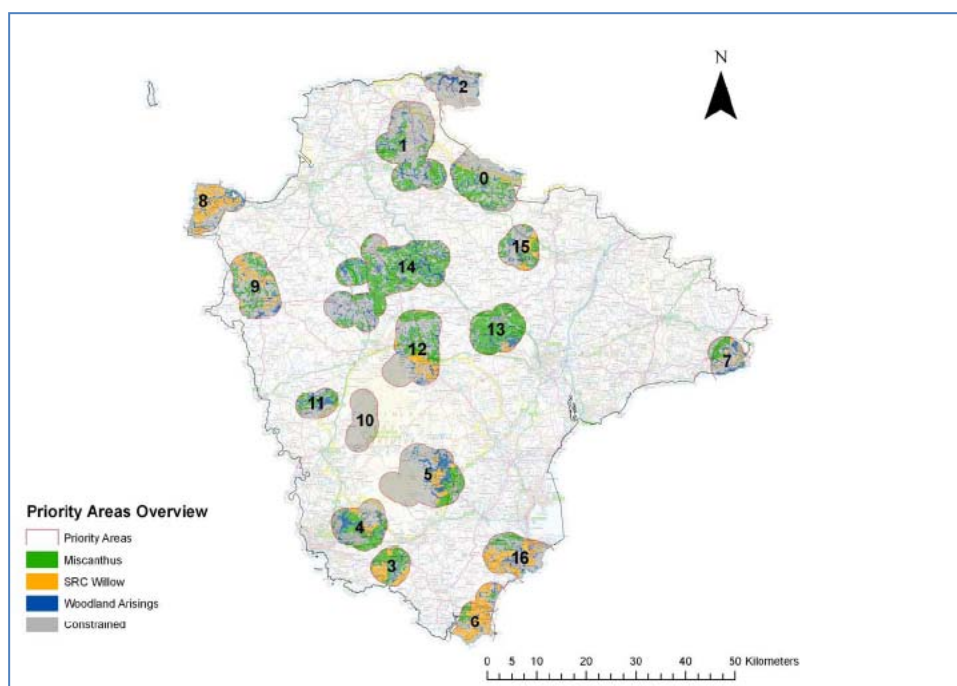 N
2
1
0
8
15
14
9
13
12
7
11
10
5
4
3
16
6
Priority Areas Overview
Priority Areas
Miscanthus
SRC Willow
Woodland Arisings
Constrained
0 5 10 20 30 40 50 Kilometers